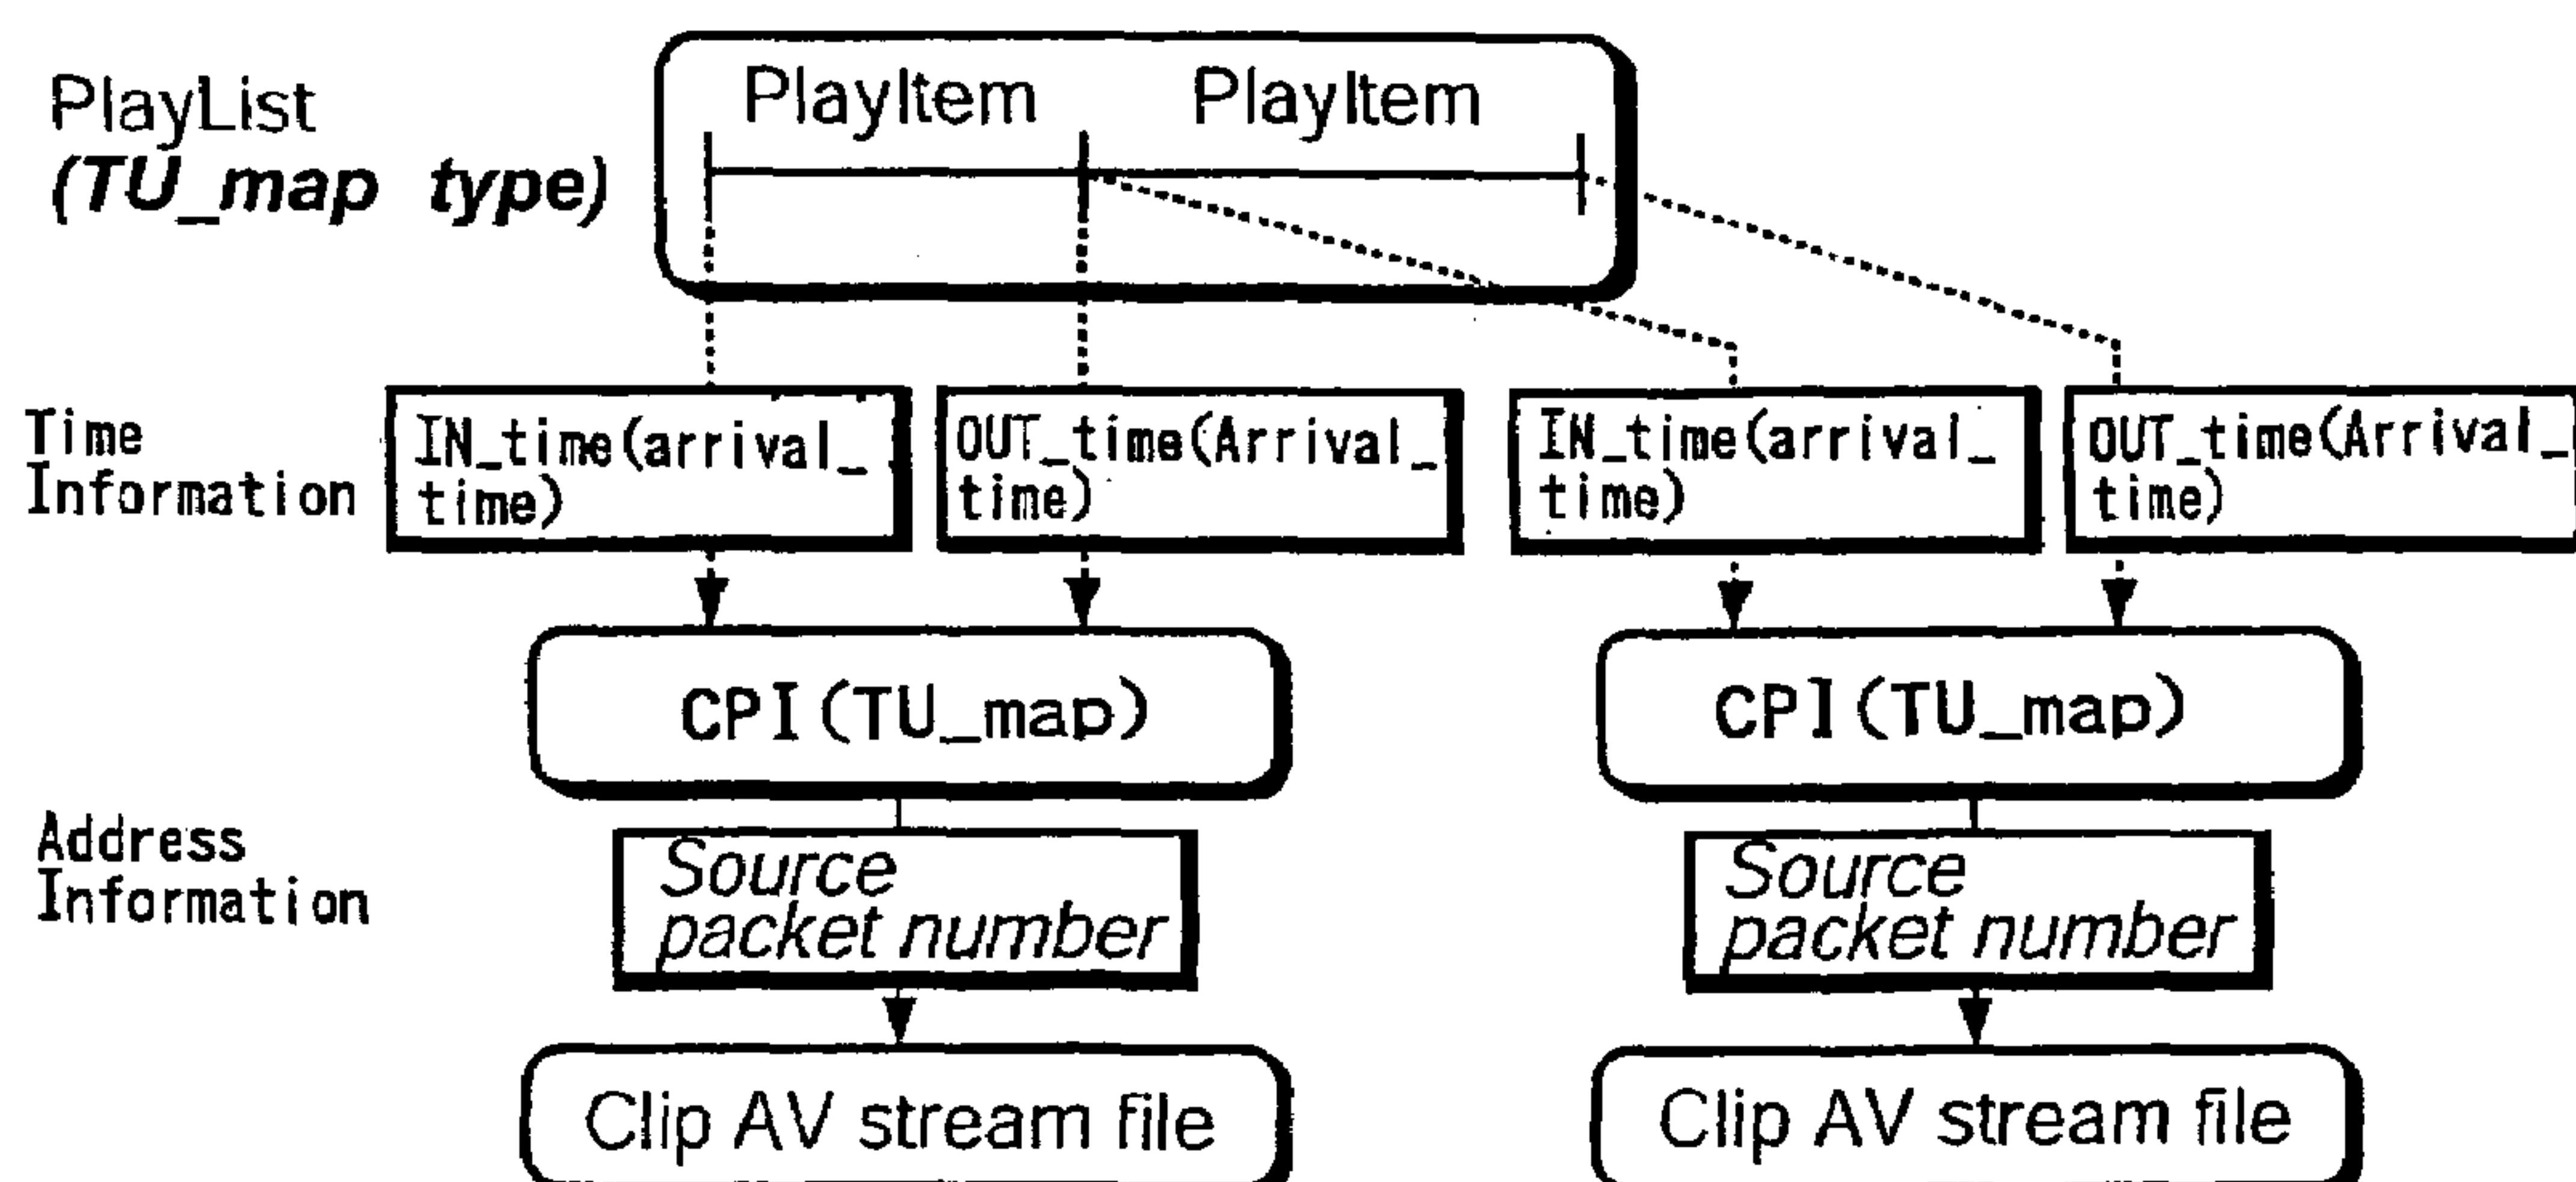 PlayList
(TU_map type)
PlayItem PlayItem
Time
Information
IN_time(arrival_
time)
OUT_time(Arrival_
time)
IN_time(arrival_
time)
OUT_time(Arrival_
time)
CPI(TU_map)
CPI(TU_map)
Address
Information
Source
packet number
Source
packet number
Clip AV stream file
Clip AV stream file